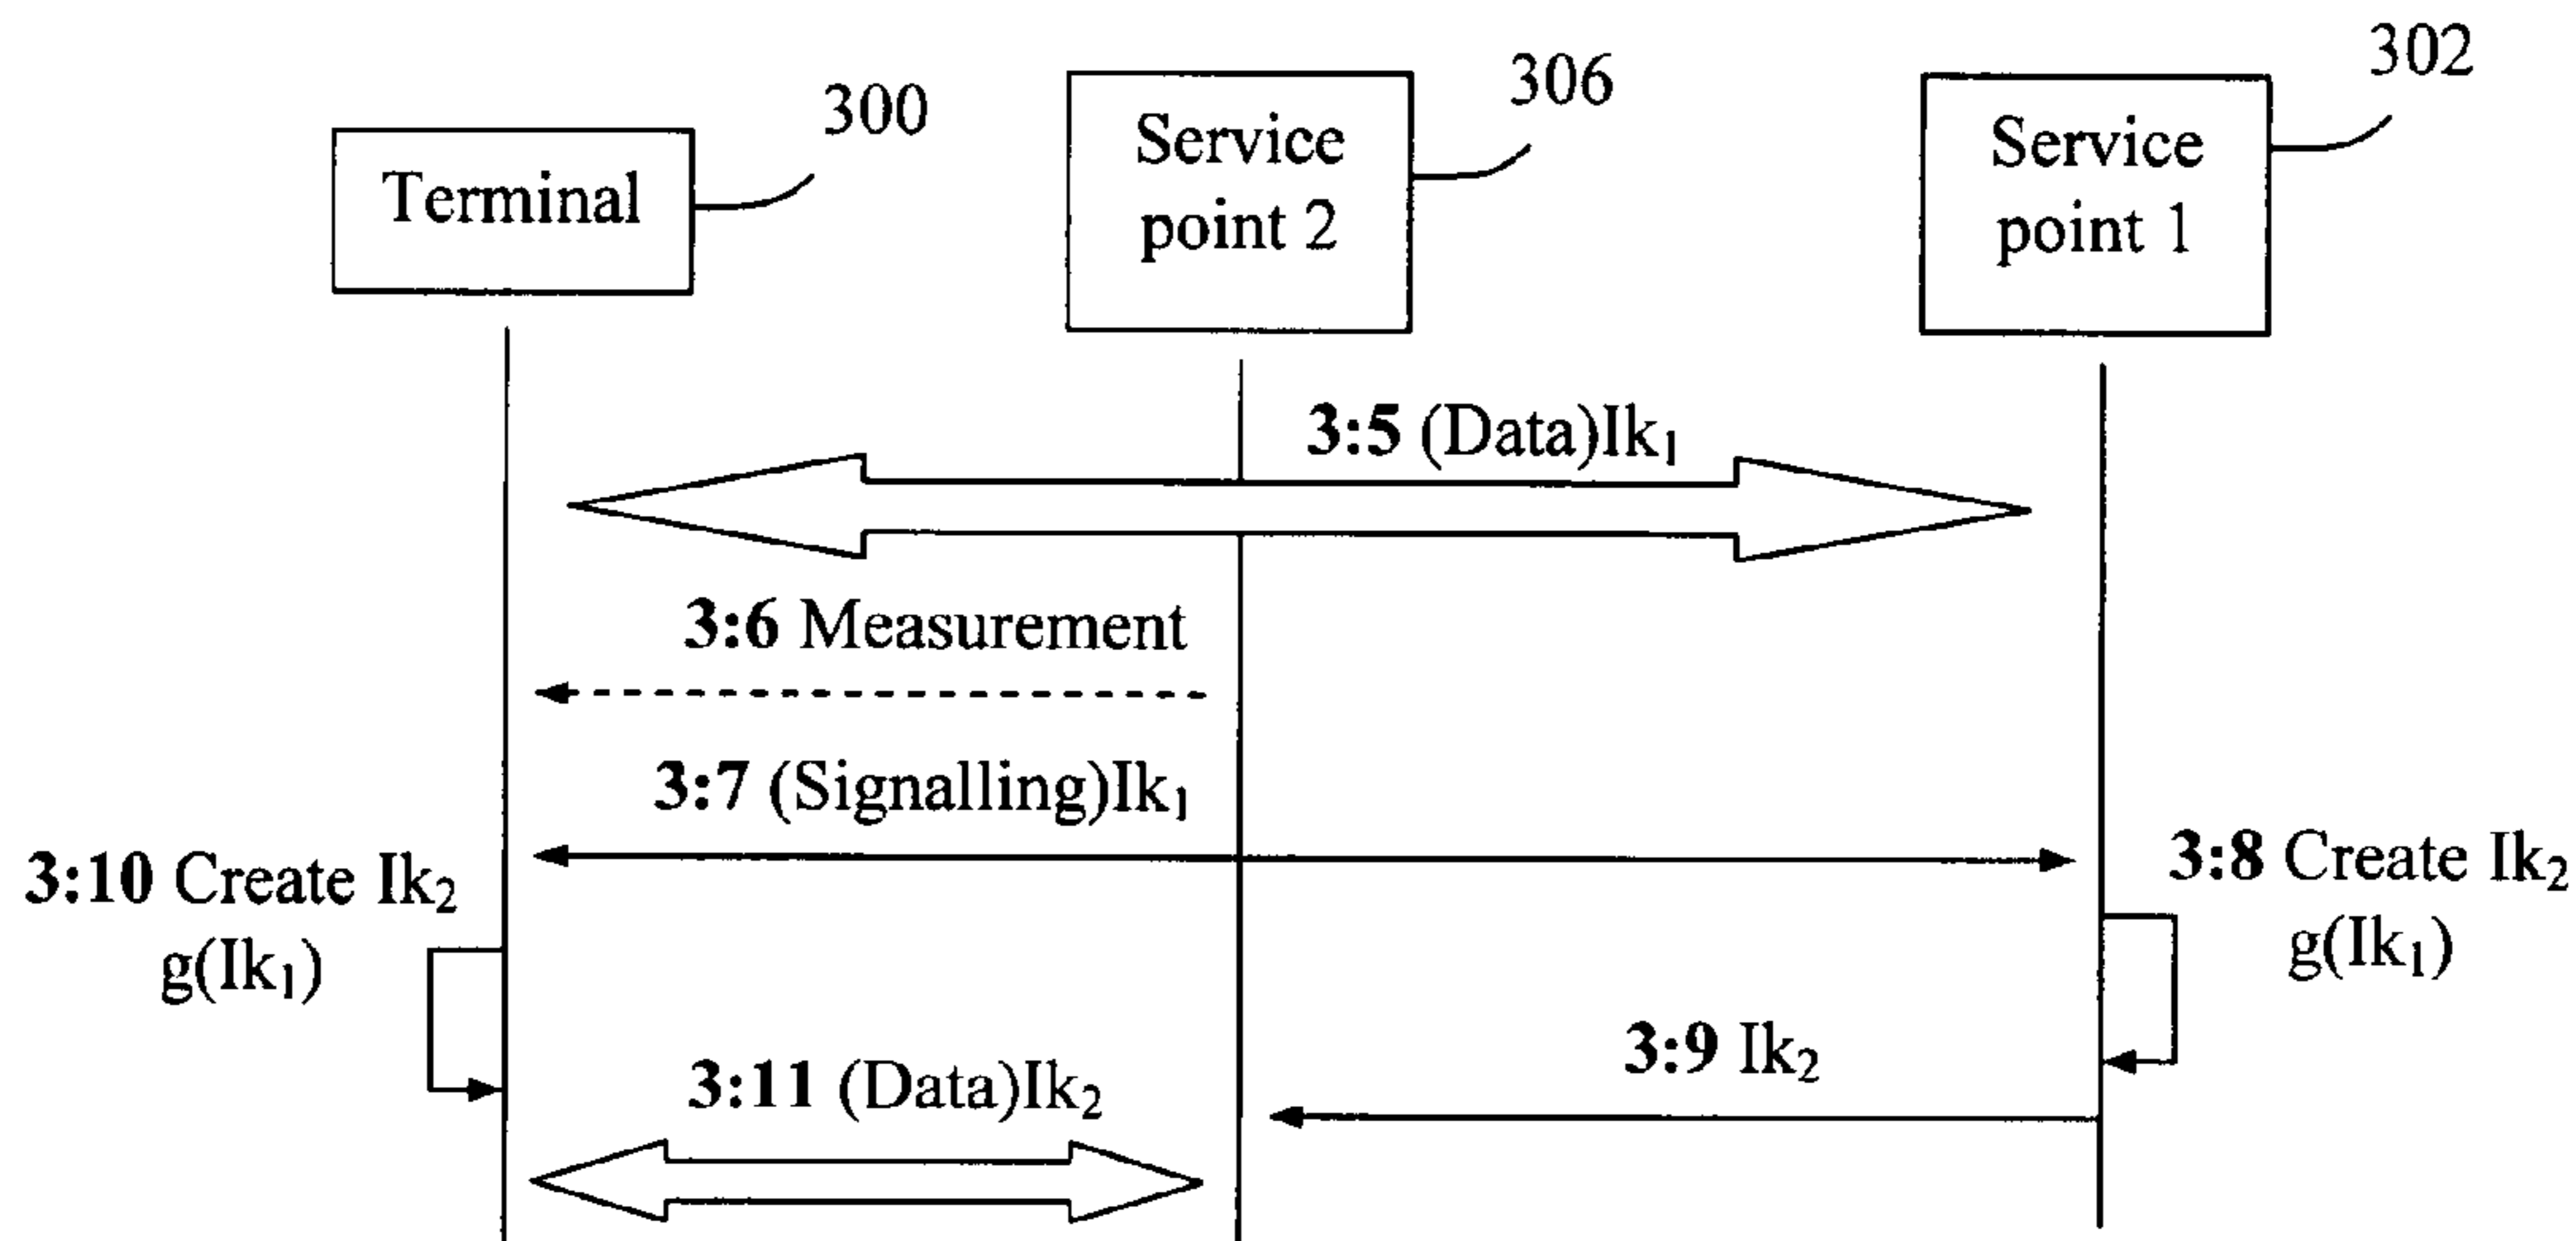 302
306
300
Service
point 1
Service
point 2
Terminal
3:5 (Data)Ik₁
3:6 Measurement
3:7 (Signalling)Ik₁
3:8 Create Ik₂
g(Ik₁)
3:10 Create Ik₂
g(Ik₁)
3:9 Ik₂
3:11 (Data)Ik₂